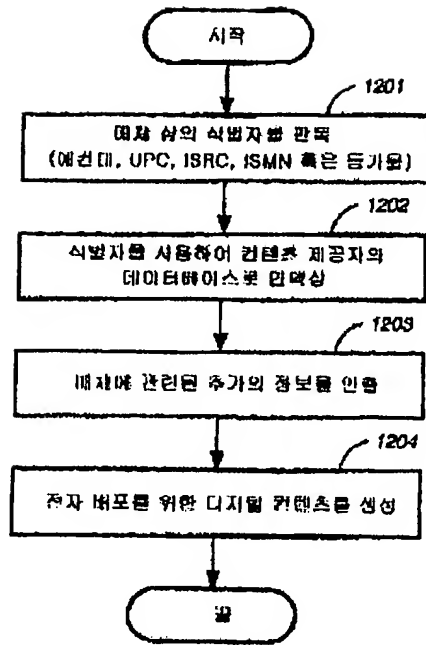 시작
1201
매체 상의 식별자를 판독
(예컨대, UPC, ISRC, ISMN 혹은 등가물)
1202
식별자를 사용하여 컨텐츠 제공자의
데이터베이스를
1203
매체에 관련된 추가의 정보를 인출
1204
전자 배포를 위한 디지털 컨텐츠를 생성